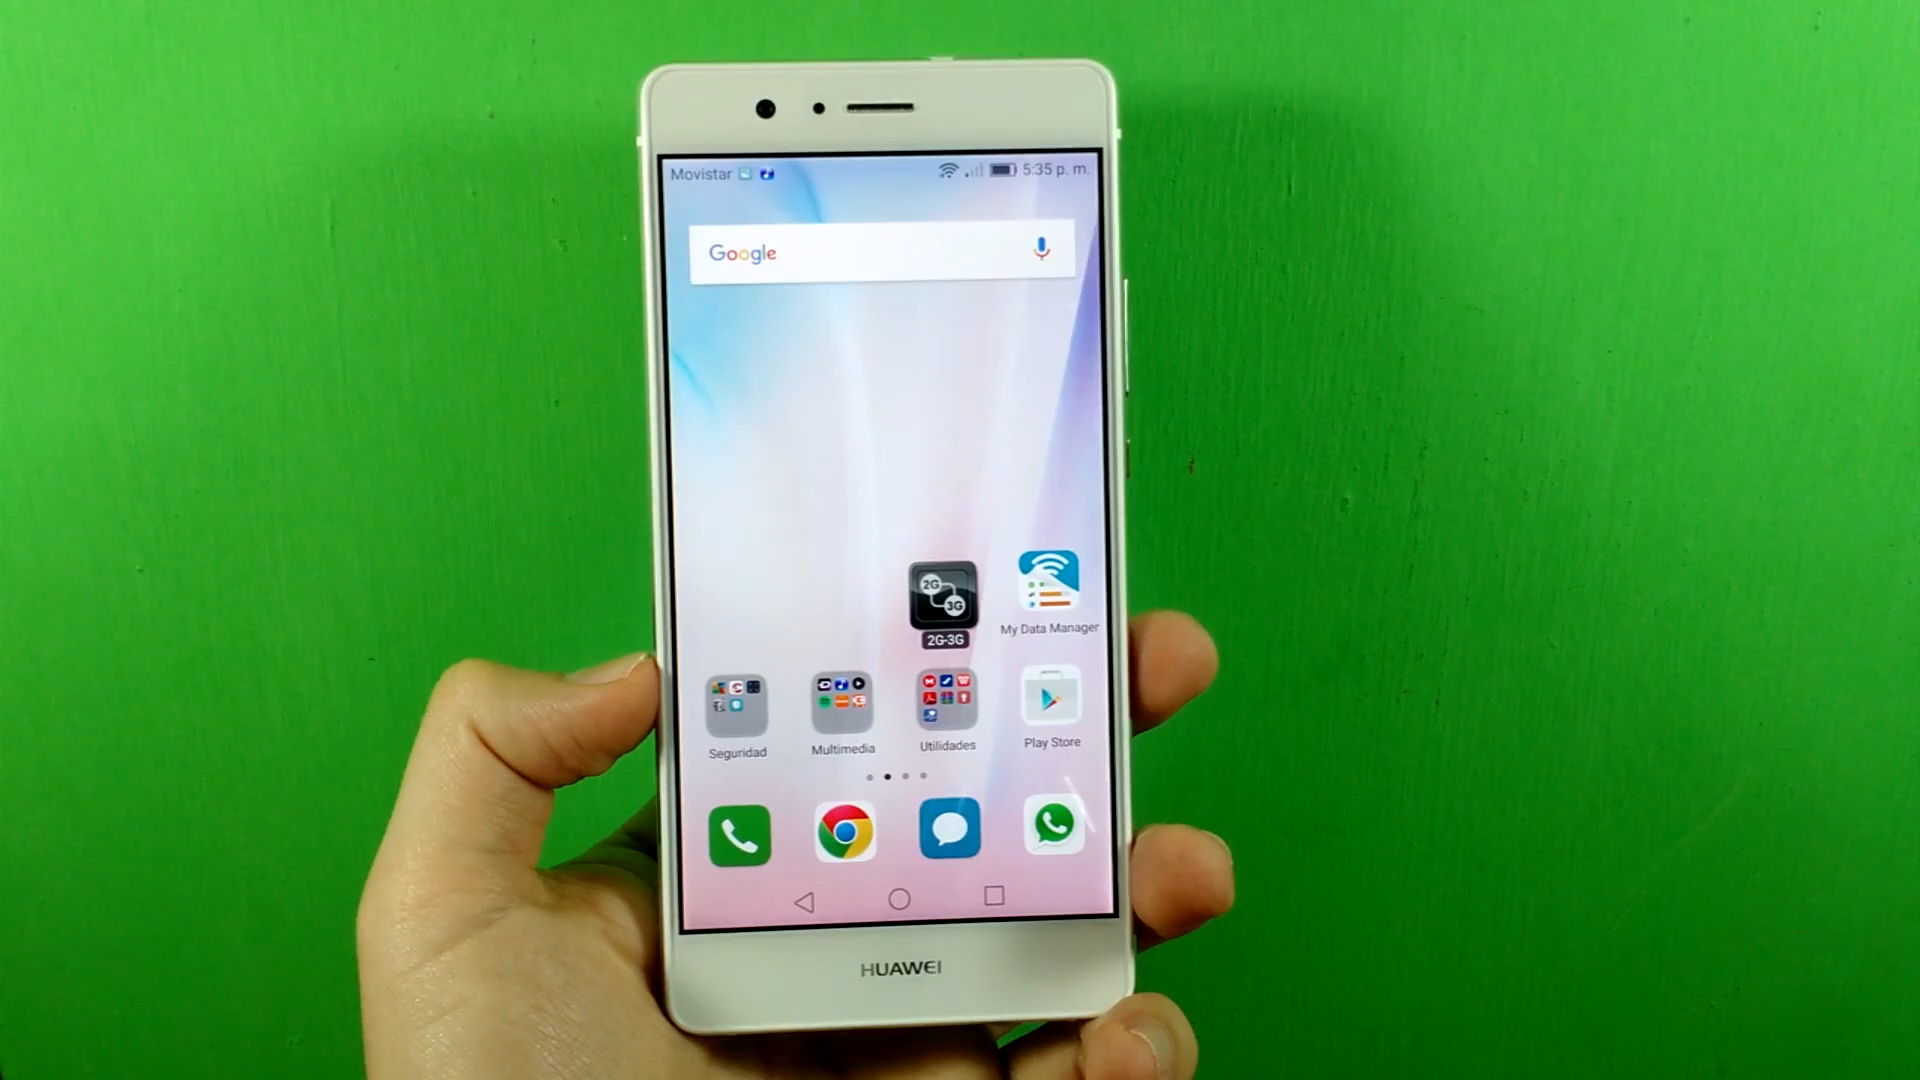 Movistar 5:35 p. m.
Google
2G
3G
2G-3G
My Data Manager
Seguridad Multimedia Utilidades Play Store
HUAWEI